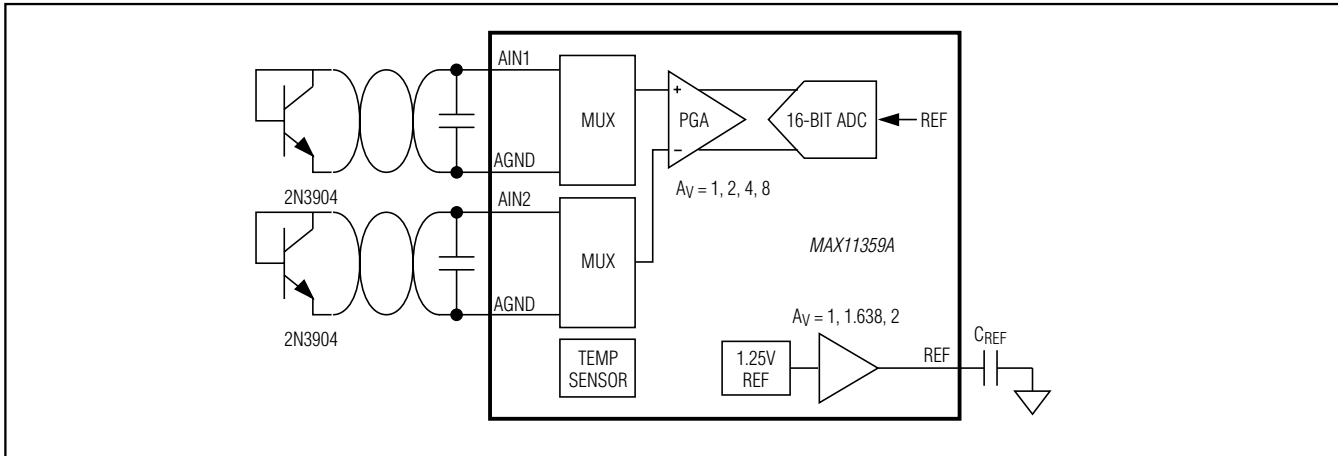 AIN1
MUX
+
PGA
−
16-BIT ADC
REF
AGND
2N3904
AV = 1, 2, 4, 8
AIN2
MUX
MAX11359A
AGND
2N3904
AV = 1, 1.638, 2
TEMP
SENSOR
1.25V
REF
REF
CREF